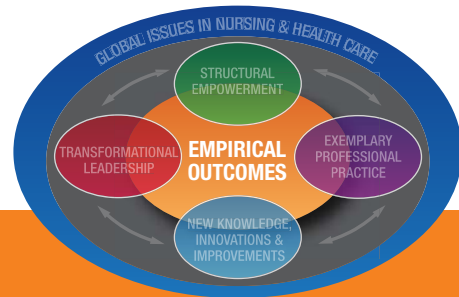 GLOBAL ISSUES IN NURSING & HEALTH CARE
STRUCTURAL
EMPOWERMENT
TRANSFORMATIONAL
LEADERSHIP
EMPIRICAL
OUTCOMES
EXEMPLARY
PROFESSIONAL
PRACTICE
NEW KNOWLEDGE,
INNOVATIONS &
IMPROVEMENTS